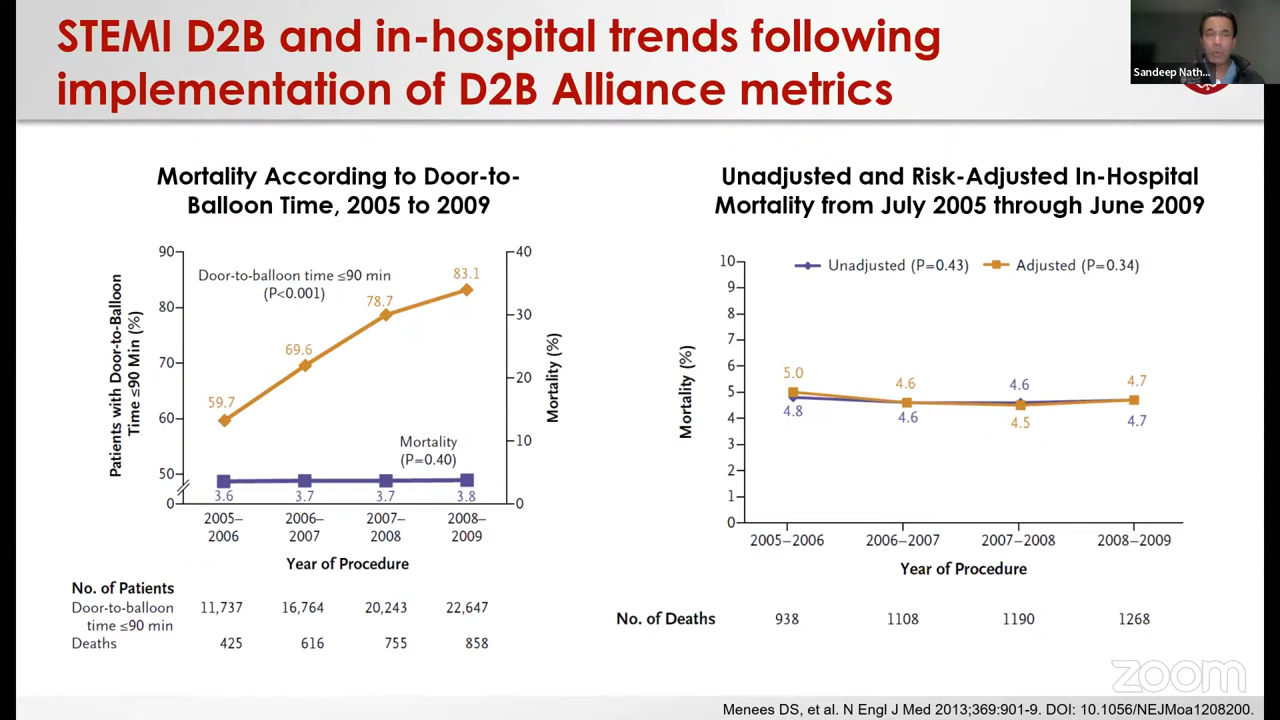 STEMI D2B and in-hospital trends following
implementation of D2B Alliance metrics
Sandeep Nath...
Mortality According to Door-to-
Balloon Time, 2005 to 2009
Patients with Door-to-Balloon
Time ≤90 Min (%)
90
80
70
60
50
0
Door-to-balloon time ≤90 min
(P<0.001)
59.7
69.6
78.7
83.1
Mortality
(P=0.40)
3.6
3.7
3.7
3.8
40
30
20
10
0
Mortality (%)
2005–
2006
2006–
2007
2007–
2008
2008–
2009
Year of Procedure
No. of Patients
Door-to-balloon 11,737 16,764 20,243 22,647
time ≤90 min
Deaths 425 616 755 858
Unadjusted and Risk-Adjusted In-Hospital
Mortality from July 2005 through June 2009
Unadjusted (P=0.43) Adjusted (P=0.34)
Mortality (%)
10
9
8
7
6
5
4
3
2
1
0
5.0
4.8
4.6
4.6
4.6
4.5
4.7
4.7
2005–2006 2006–2007 2007–2008 2008–2009
Year of Procedure
No. of Deaths 938 1108 1190 1268
zoom
Menees DS, et al. N Engl J Med 2013;369:901-9. DOI: 10.1056/NEJMoa1208200.